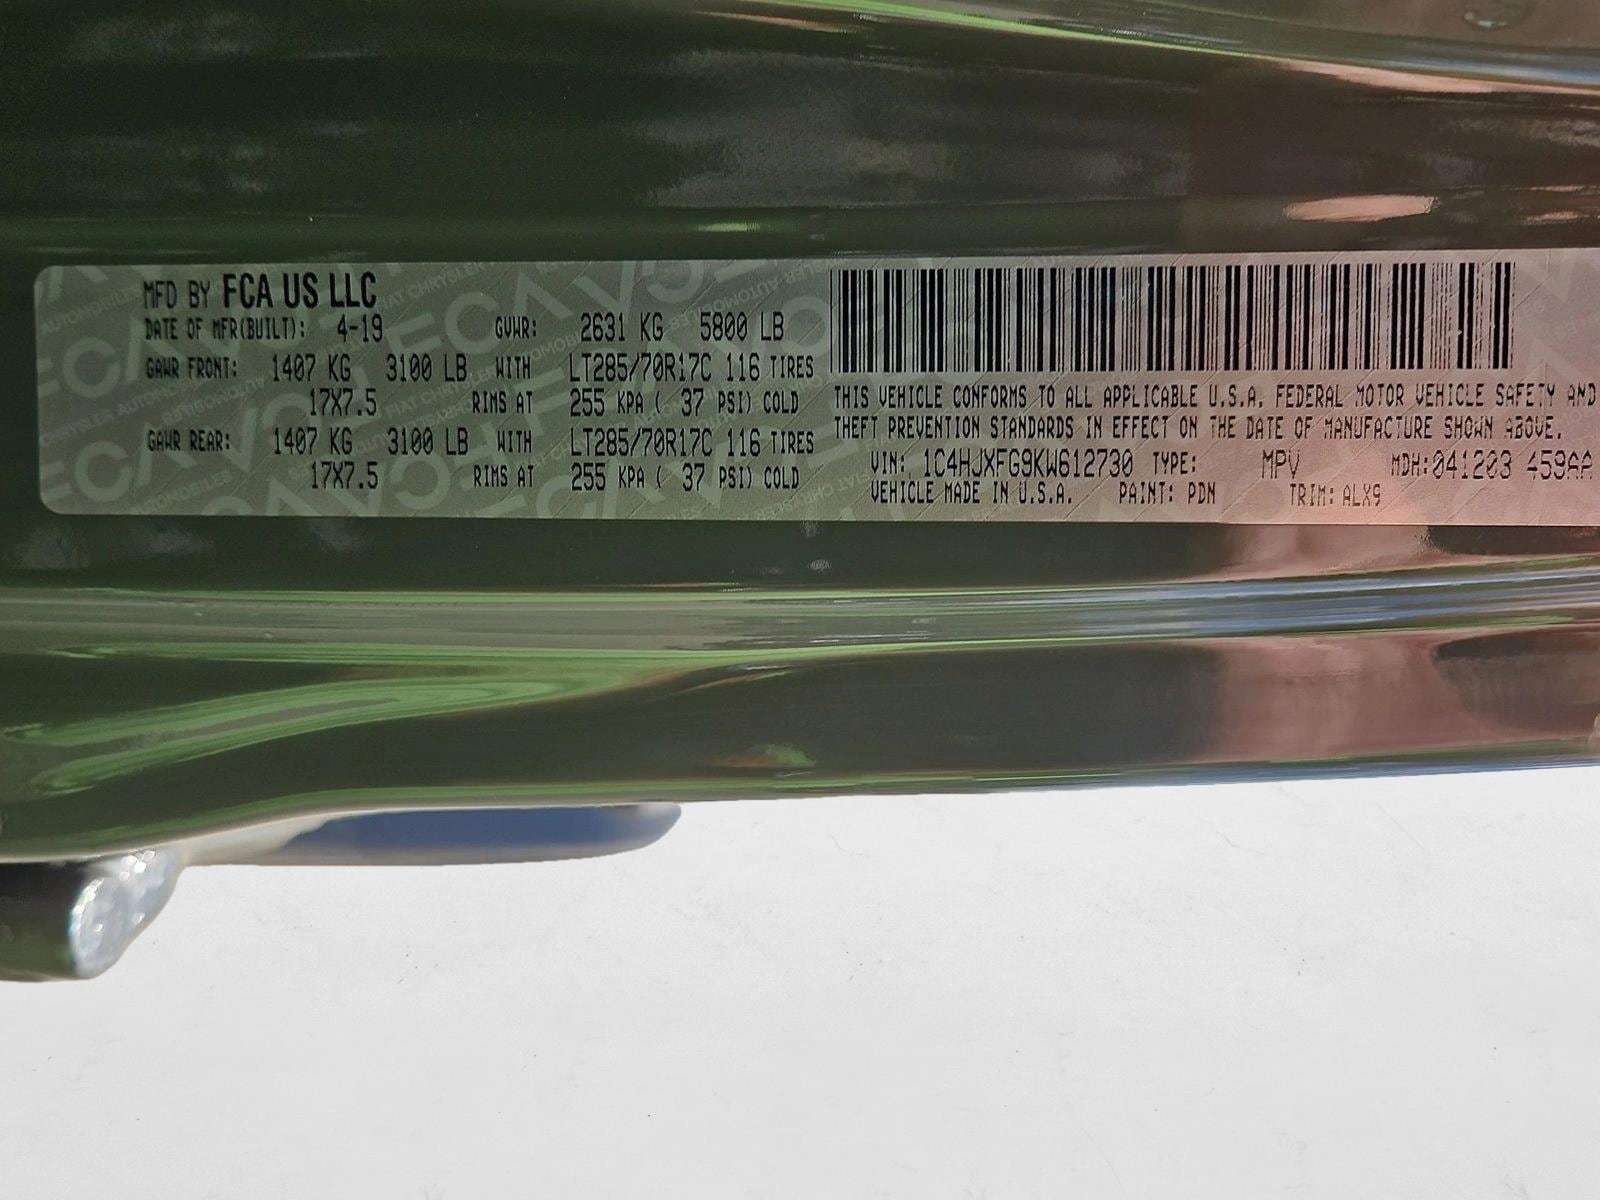 MFD BY FCA US LLC
DATE OF MFR(BUILT): 4-19 GVWR: 2631 KG 5800 LB
GAWR FRONT: 1407 KG 3100 LB WITH LT285/70R17C 116 TIRES
17X7.5 RIMS AT 255 KPA ( 37 PSI) COLD
GAWR REAR: 1407 KG 3100 LB WITH LT285/70R17C 116 TIRES
17X7.5 RIMS AT 255 KPA ( 37 PSI) COLD
THIS VEHICLE CONFORMS TO ALL APPLICABLE U.S.A. FEDERAL MOTOR VEHICLE SAFETY AND
THEFT PREVENTION STANDARDS IN EFFECT ON THE DATE OF MANUFACTURE SHOWN ABOVE.
VIN: 1C4HJXFG9KW612730 TYPE: MPV MDH:041203 459AA
VEHICLE MADE IN U.S.A. PAINT: PDN TRIM: ALX9